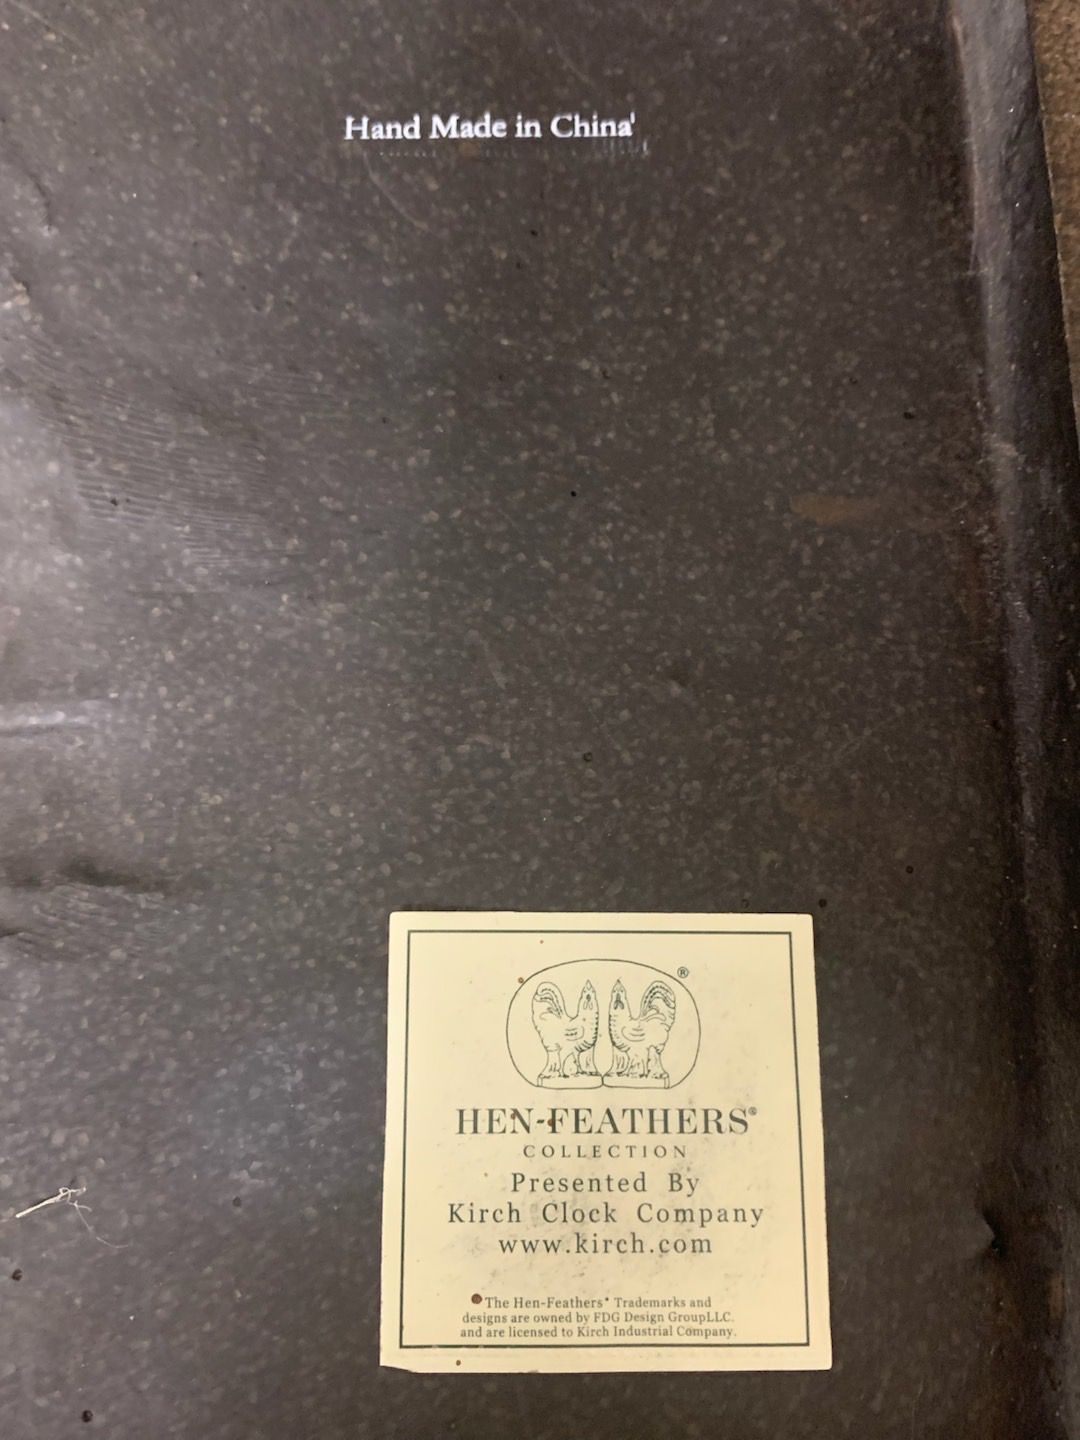 Hand Made in China
®
HEN-FEATHERS®
COLLECTION
Presented By
Kirch Clock Company
www.kirch.com
The Hen-Feathers® Trademarks and
designs are owned by FDG Design GroupLLC.
and are licensed to Kirch Industrial Company.